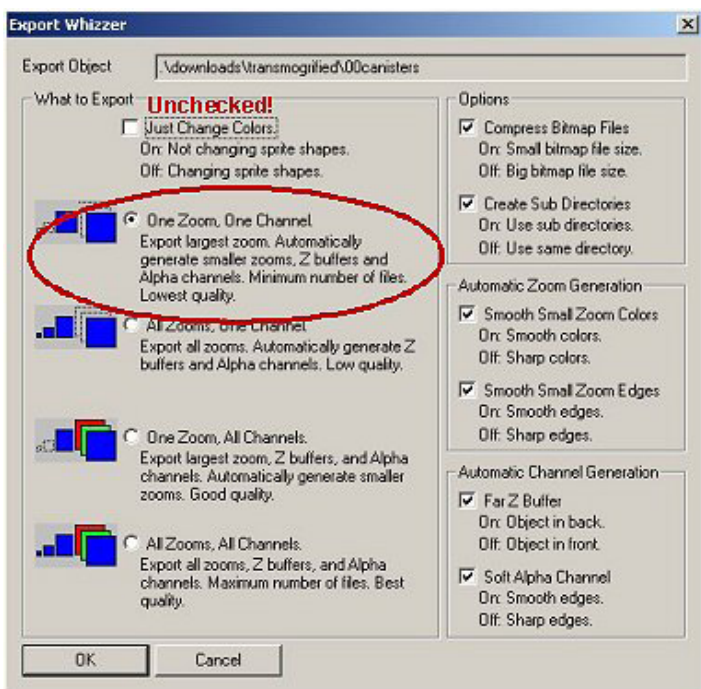 Export Whizzer
Export Object
.\downloads\transmogrified\00canisters
What to Export
Unchecked!
Just Change Colors.
On: Not changing sprite shapes.
Off: Changing sprite shapes.
One Zoom, One Channel.
Export largest zoom. Automatically
generate smaller zooms, Z buffers and
Alpha channels. Minimum number of files.
Lowest quality.
All Zooms, One Channel.
Export all zooms. Automatically generate Z
buffers and Alpha channels. Low quality.
One Zoom, All Channels.
Export largest zoom, Z buffers, and Alpha
channels. Automatically generate smaller
zooms. Good quality.
All Zooms, All Channels.
Export all zooms, Z buffers, and Alpha
channels. Maximum number of files. Best
quality.
Options
Compress Bitmap Files
On: Small bitmap file size.
Off: Big bitmap file size.
Create Sub Directories
On: Use sub directories.
Off: Use same directory.
Automatic Zoom Generation
Smooth Small Zoom Colors
On: Smooth colors.
Off: Sharp colors.
Smooth Small Zoom Edges
On: Smooth edges.
Off: Sharp edges.
Automatic Channel Generation
Far Z Buffer
On: Object in back.
Off: Object in front.
Soft Alpha Channel
On: Smooth edges.
Off: Sharp edges.
OK
Cancel